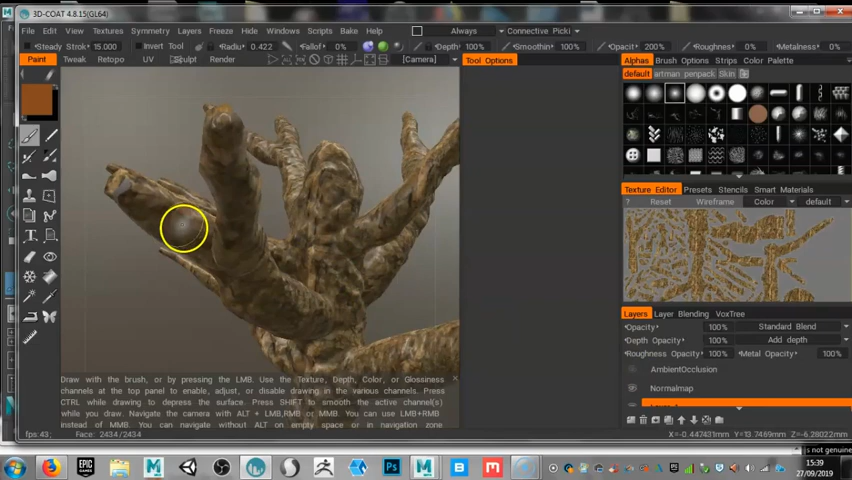 3D-COAT 4.8.15(GL64)
File Edit View Textures Symmetry Layers Freeze Hide Windows Scripts Bake Help Always Connective Picki
Steady Strok 15.000 Invert Tool Radiu 0.422 Fallof 0% Depth 100% Smoothin 100% Opacit 200% Roughness 0% Metalness 0%
Paint Tweak Retopo UV Sculpt Render [Camera] Tool Options Alphas Brush Options Strips Color Palette
default artman penpack Skin
Texture Editor Presets Stencils Smart Materials
? Reset Wireframe Color default
Layers Layer Blending VoxTree
Opacity 100% Standard Blend
Depth Opacity 100% Add depth
Roughness Opacity 100% Metal Opacity 100%
AmbientOcclusion
Normalmap
Draw with the brush, or by pressing the LMB. Use the Texture, Depth, Color, or Glossiness
channels at the top panel to enable, adjust, or disable drawing in the various channels. Press
CTRL while drawing to depress the surface. Press SHIFT to smooth the active channel(s)
while you draw. Navigate the camera with ALT + LMB,RMB or MMB. You can use LMB+RMB
instead of MMB. You can navigate without ALT on empty space or in navigation zone
fps:43; Face: 2434/2434 X=-0.447431m Y=13.7469m Z=-6.28022m
s not genuine
15:39
27/09/2019